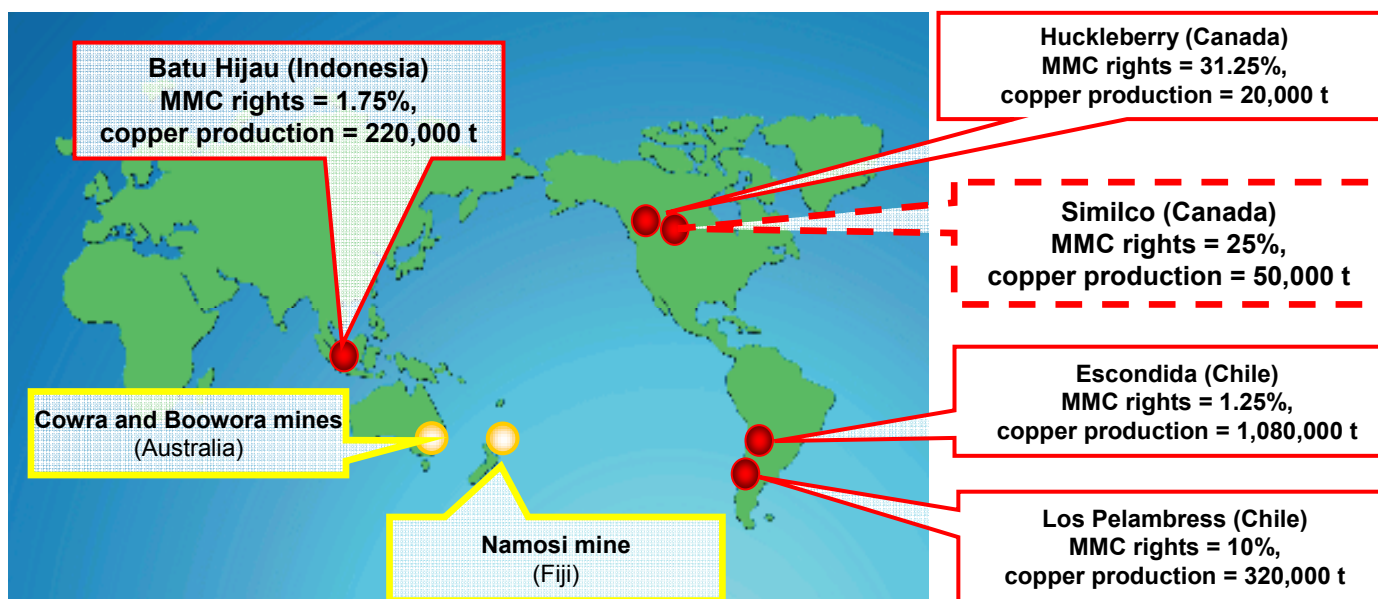 Batu Hijau (Indonesia)
MMC rights = 1.75%,
copper production = 220,000 t
Huckleberry (Canada)
MMC rights = 31.25%,
copper production = 20,000 t
Similco (Canada)
MMC rights = 25%,
copper production = 50,000 t
Escondida (Chile)
MMC rights = 1.25%,
copper production = 1,080,000 t
Cowra and Boowora mines
(Australia)
Namosi mine
(Fiji)
Los Pelambress (Chile)
MMC rights = 10%,
copper production = 320,000 t